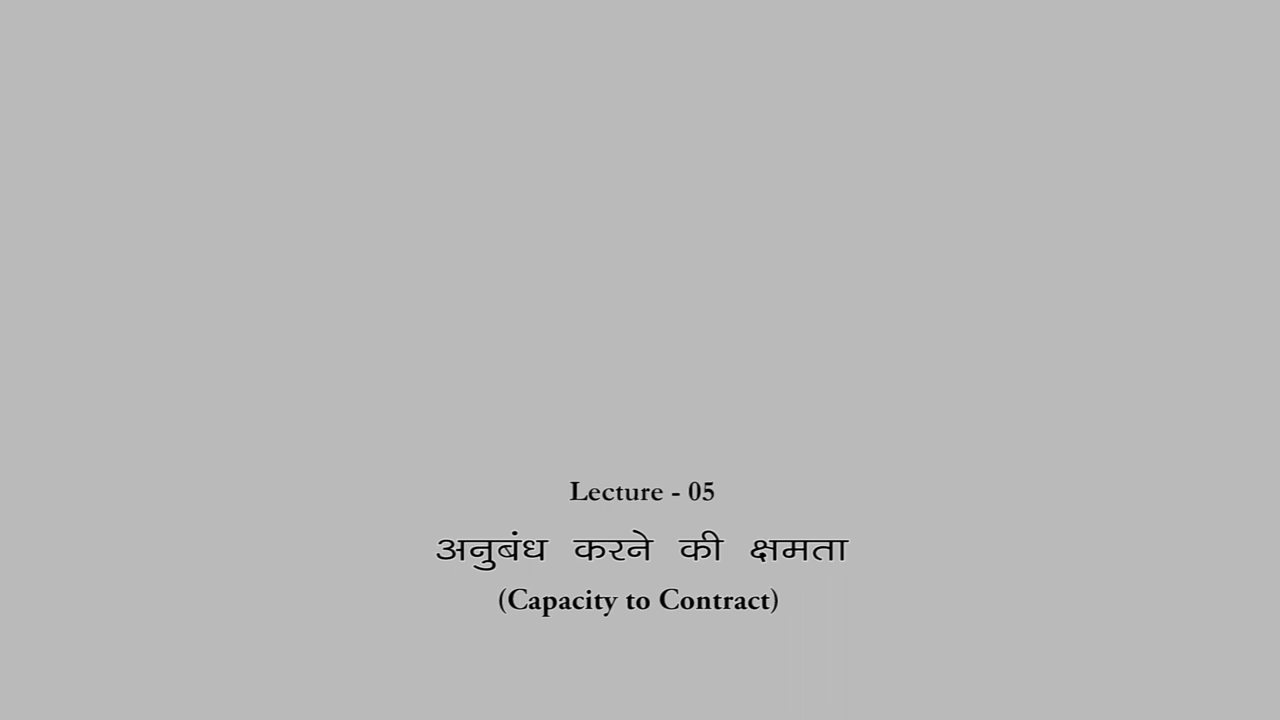 Lecture - 05
अनुबंध करने की क्षमता
(Capacity to Contract)